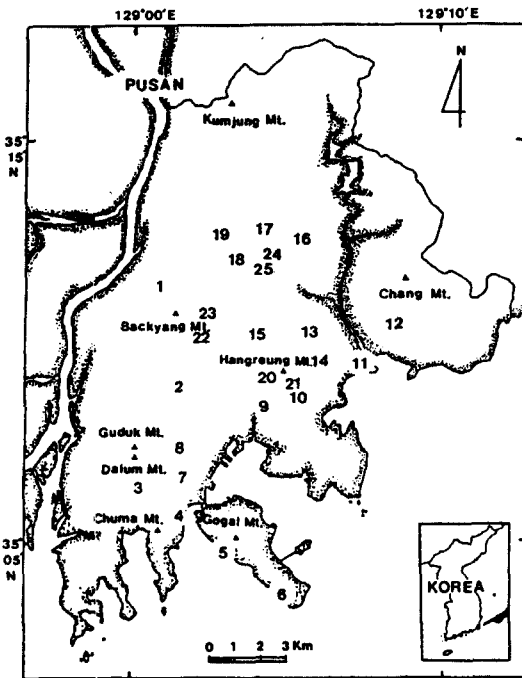 129°00'E 129°10'E
N
PUSAN
Kumjung Mt.
35
15
N
19 17 16
18 24
25
Chang Mt.
1
23
Backyang Mt.
22
15 13 12
Hangreung Mt. 14
11
20 21
2
10
9
Guduk Mt.
8
Dalum Mt.
7
3
Chuma Mt. 4 Gogal Mt.
35
05
N
5
6
KOREA
0 1 2 3 Km